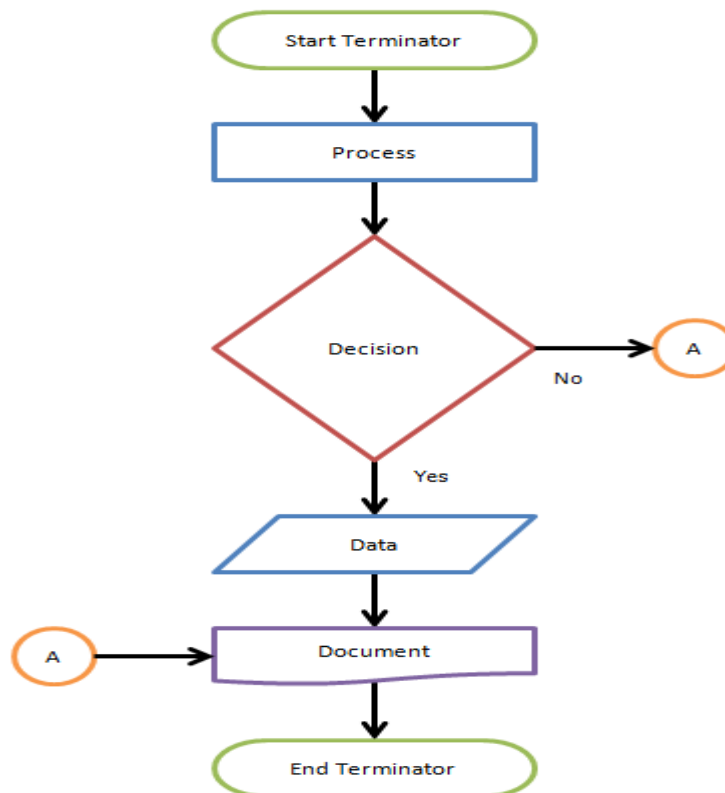 Start Terminator
Process
Decision
A
No
Yes
Data
A
Document
End Terminator